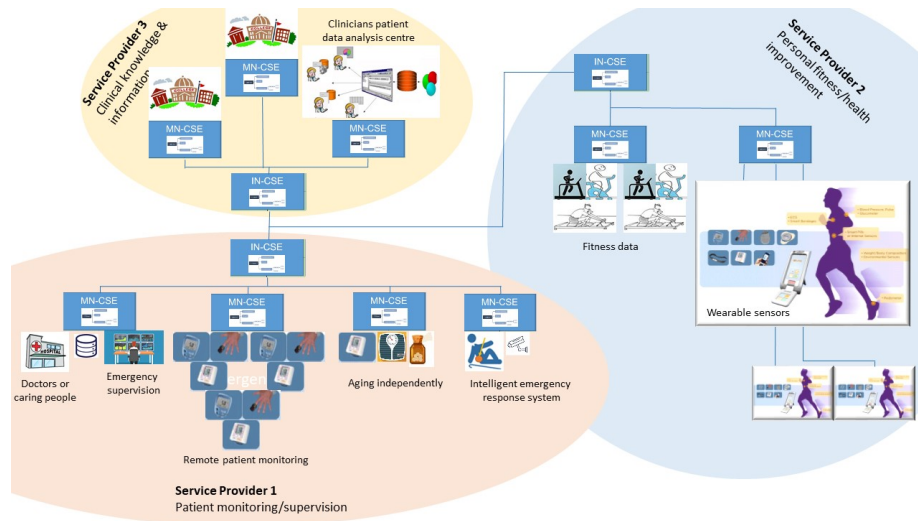 Service Provider 3
Clinical knowledge &
information
Clinicians patient
data analysis centre
MN-CSE
MN-CSE
MN-CSE
IN-CSE
IN-CSE
Service Provider 2
Personal fitness/health
improvement
MN-CSE
MN-CSE
Fitness data
Wearable sensors
IN-CSE
MN-CSE
MN-CSE
MN-CSE
MN-CSE
HOSPITAL
Doctors or
caring people
Emergency
supervision
Remote patient monitoring
Aging independently
Intelligent emergency
response system
Service Provider 1
Patient monitoring/supervision